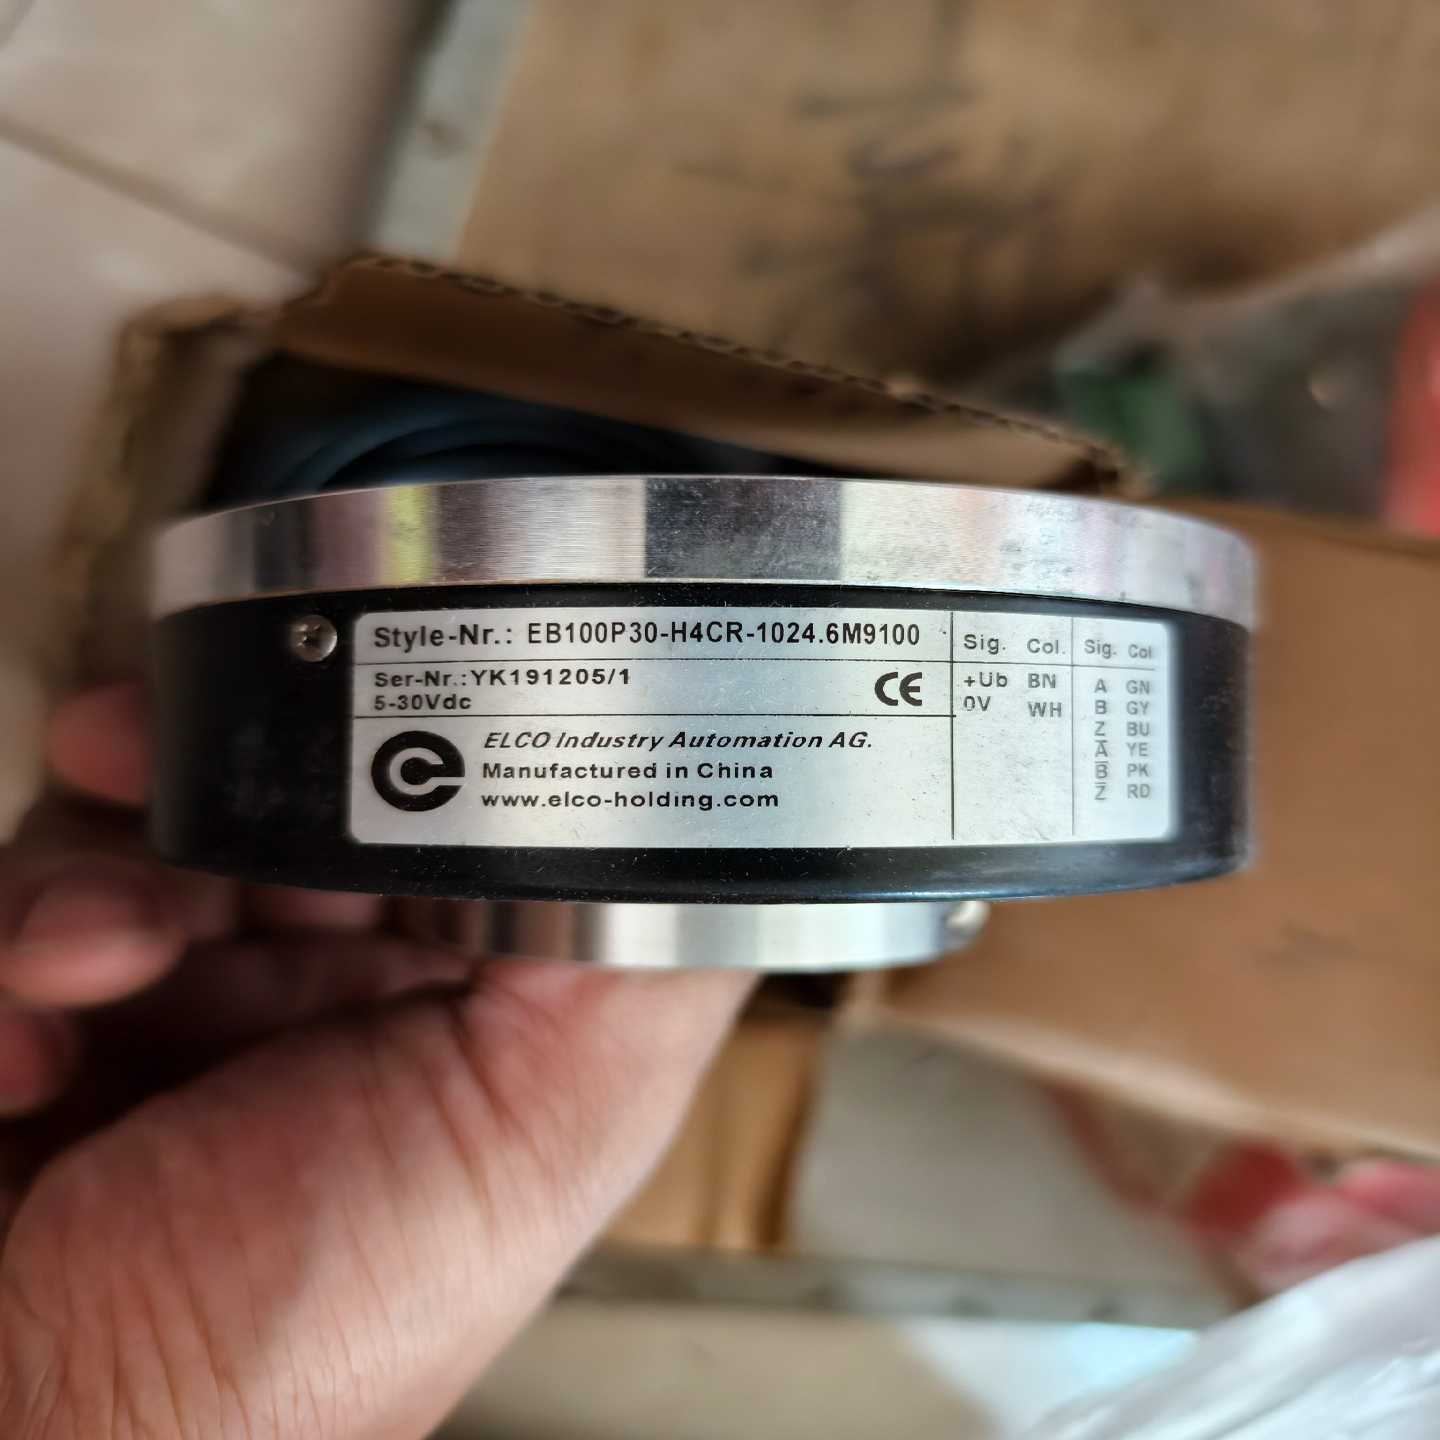 Style-Nr.: EB100P30-H4CR-1024.6M9100
Ser-Nr.:YK191205/1
5-30Vdc
CE
ELCO Industry Automation AG.
Manufactured in China
www.elco-holding.com
Sig. Col.
+Ub BN
0V WH
Sig. Col
A GN
B GY
Z BU
A̅ YE
B̅ PK
Z̅ RD